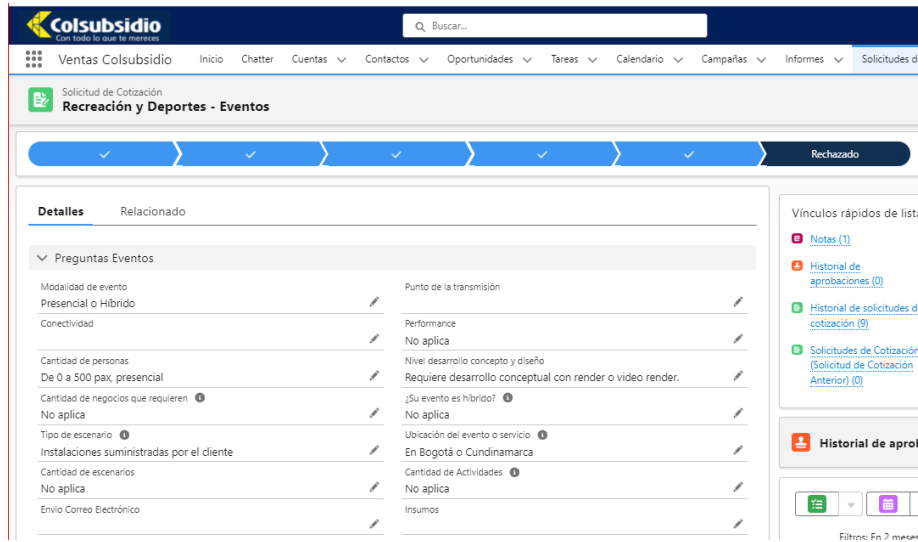 Colsubsidio
Con todo lo que te mereces
Buscar...
Ventas Colsubsidio
Inicio
Chatter
Cuentas
Contactos
Oportunidades
Tareas
Calendario
Campañas
Informes
Solicitudes d
Solicitud de Cotización
Recreación y Deportes - Eventos
Rechazado
Detalles
Relacionado
Preguntas Eventos
Modalidad de evento
Presencial o Híbrido
Punto de la transmisión
Conectividad
Performance
No aplica
Cantidad de personas
De 0 a 500 pax, presencial
Nivel desarrollo concepto y diseño
Requiere desarrollo conceptual con render o video render.
Cantidad de negocios que requieren
No aplica
¿Su evento es híbrido?
No aplica
Tipo de escenario
Instalaciones suministradas por el cliente
Ubicación del evento o servicio
En Bogotá o Cundinamarca
Cantidad de escenarios
No aplica
Cantidad de Actividades
No aplica
Envio Correo Electrónico
Insumos
Vínculos rápidos de lista
Notas (1)
Historial de
aprobaciones (0)
Historial de solicitudes d
cotización (9)
Solicitudes de Cotización
(Solicitud de Cotización
Anterior) (0)
Historial de aprob
Filtros: En 2 meses